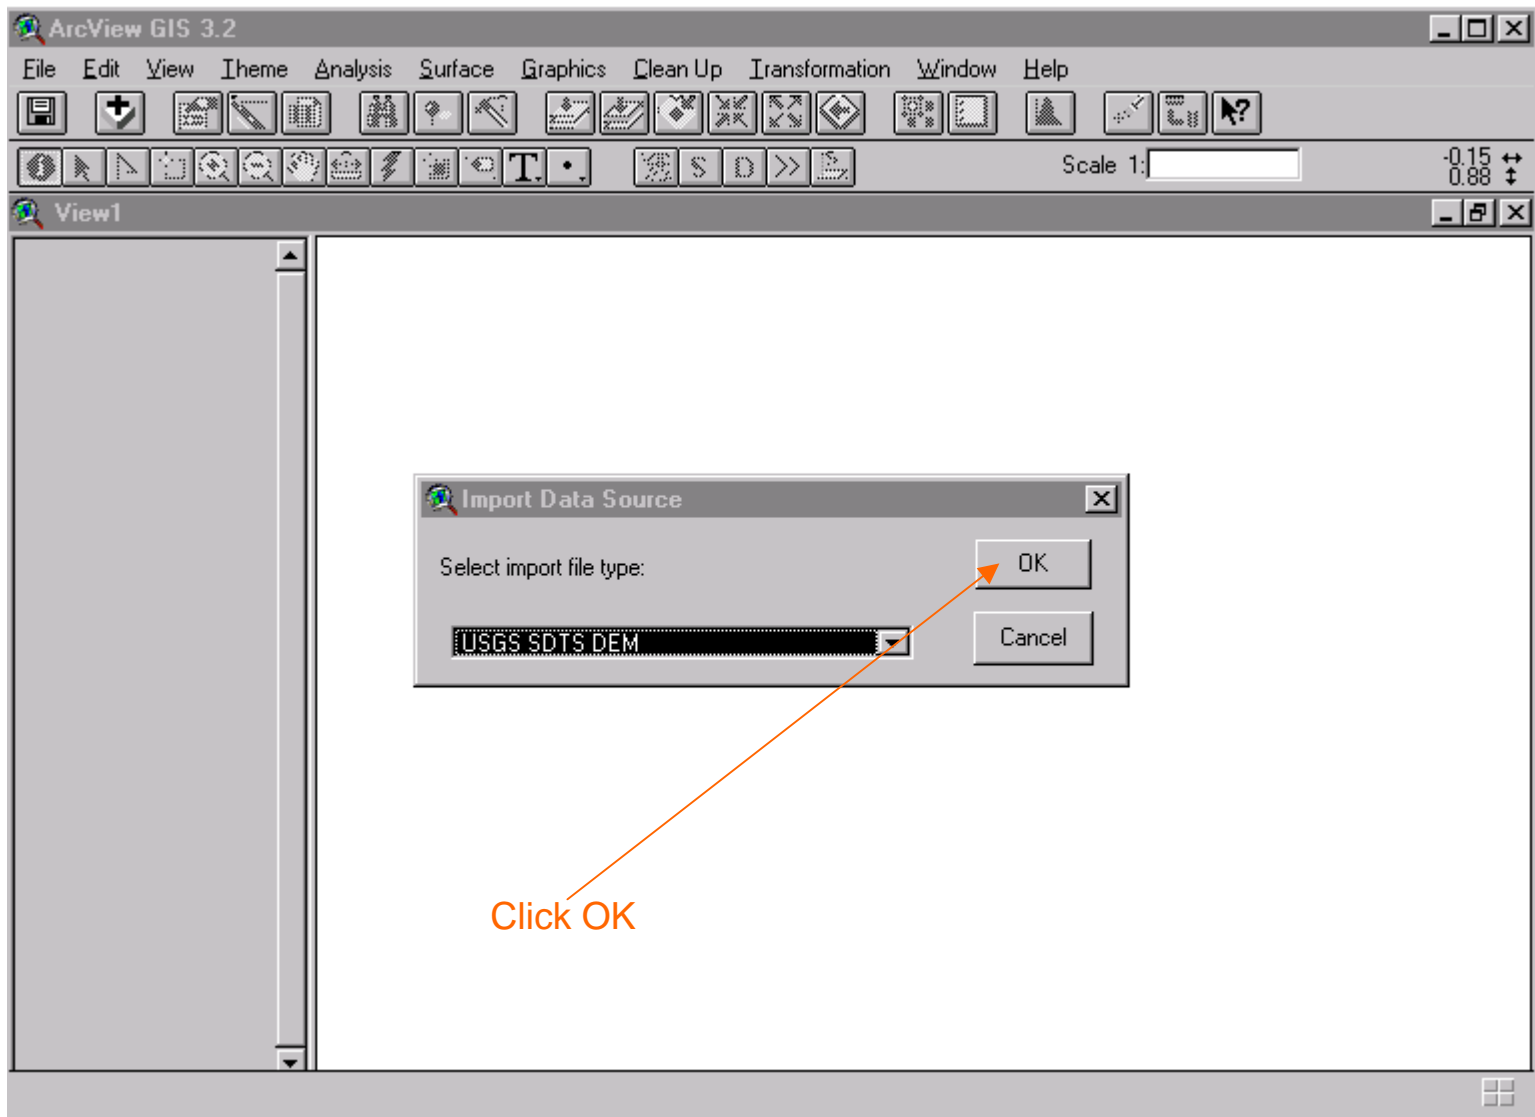 ArcView GIS 3.2
File Edit View Theme Analysis Surface Graphics Clean Up Transformation Window Help
T S D >> Scale 1: -0.15
0.88
View1
Import Data Source
Select import file type:
OK
USGS SDTS DEM
Cancel
Click OK